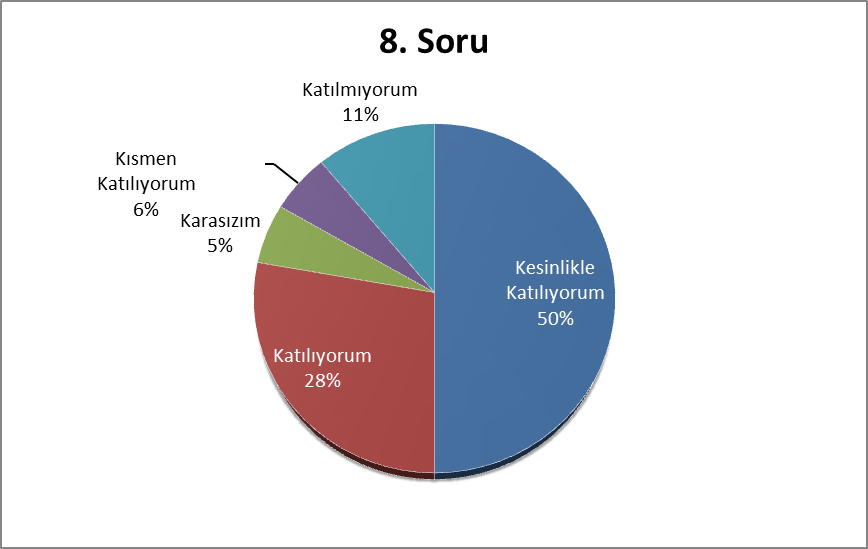 8. Soru
Katılmıyorum
11%
Kısmen
Katılıyorum
6%
Karasızım
5%
Kesinlikle
Katılıyorum
50%
Katılıyorum
28%